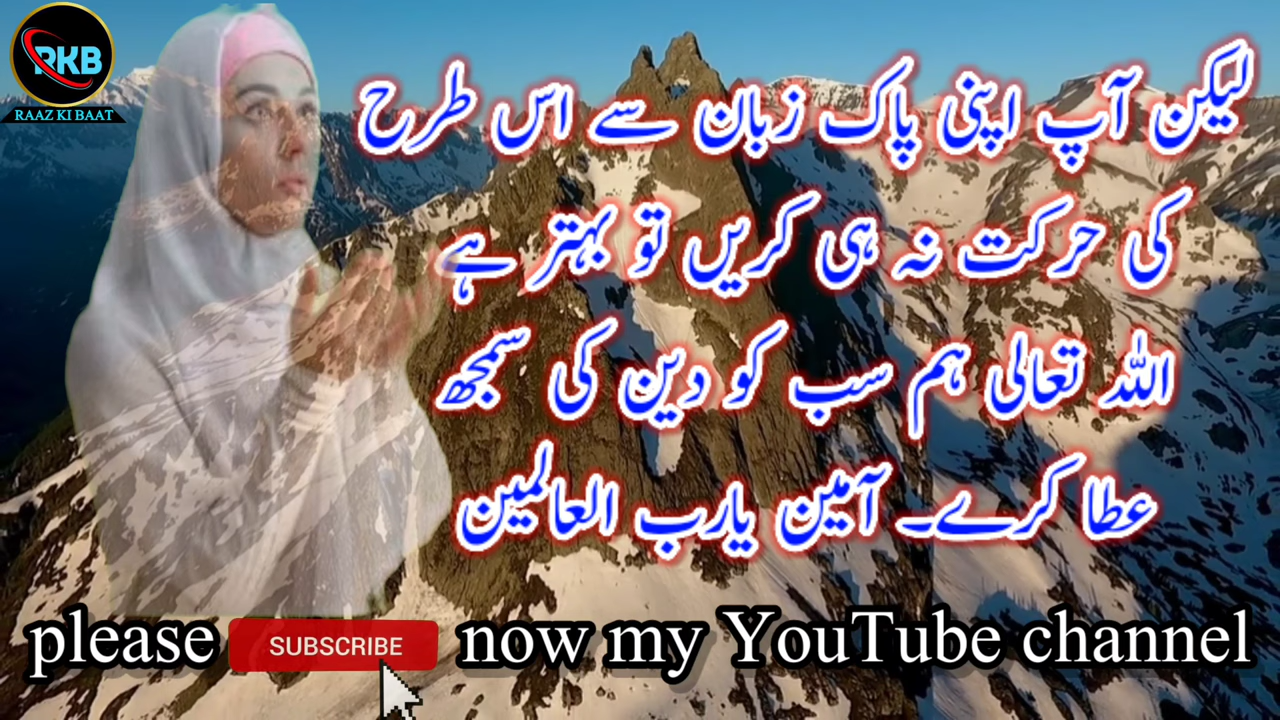 RKB
RAAZ KI BAAT
لیکن آپ اپنی پاک زبان سے اس طرح
کی حرکت نہ ہی کریں تو بہتر ہے
اللہ تعالی ہم سب کو دین کی سمجھ
عطا کرے۔ آمین یارب العالمین
please SUBSCRIBE now my YouTube channel